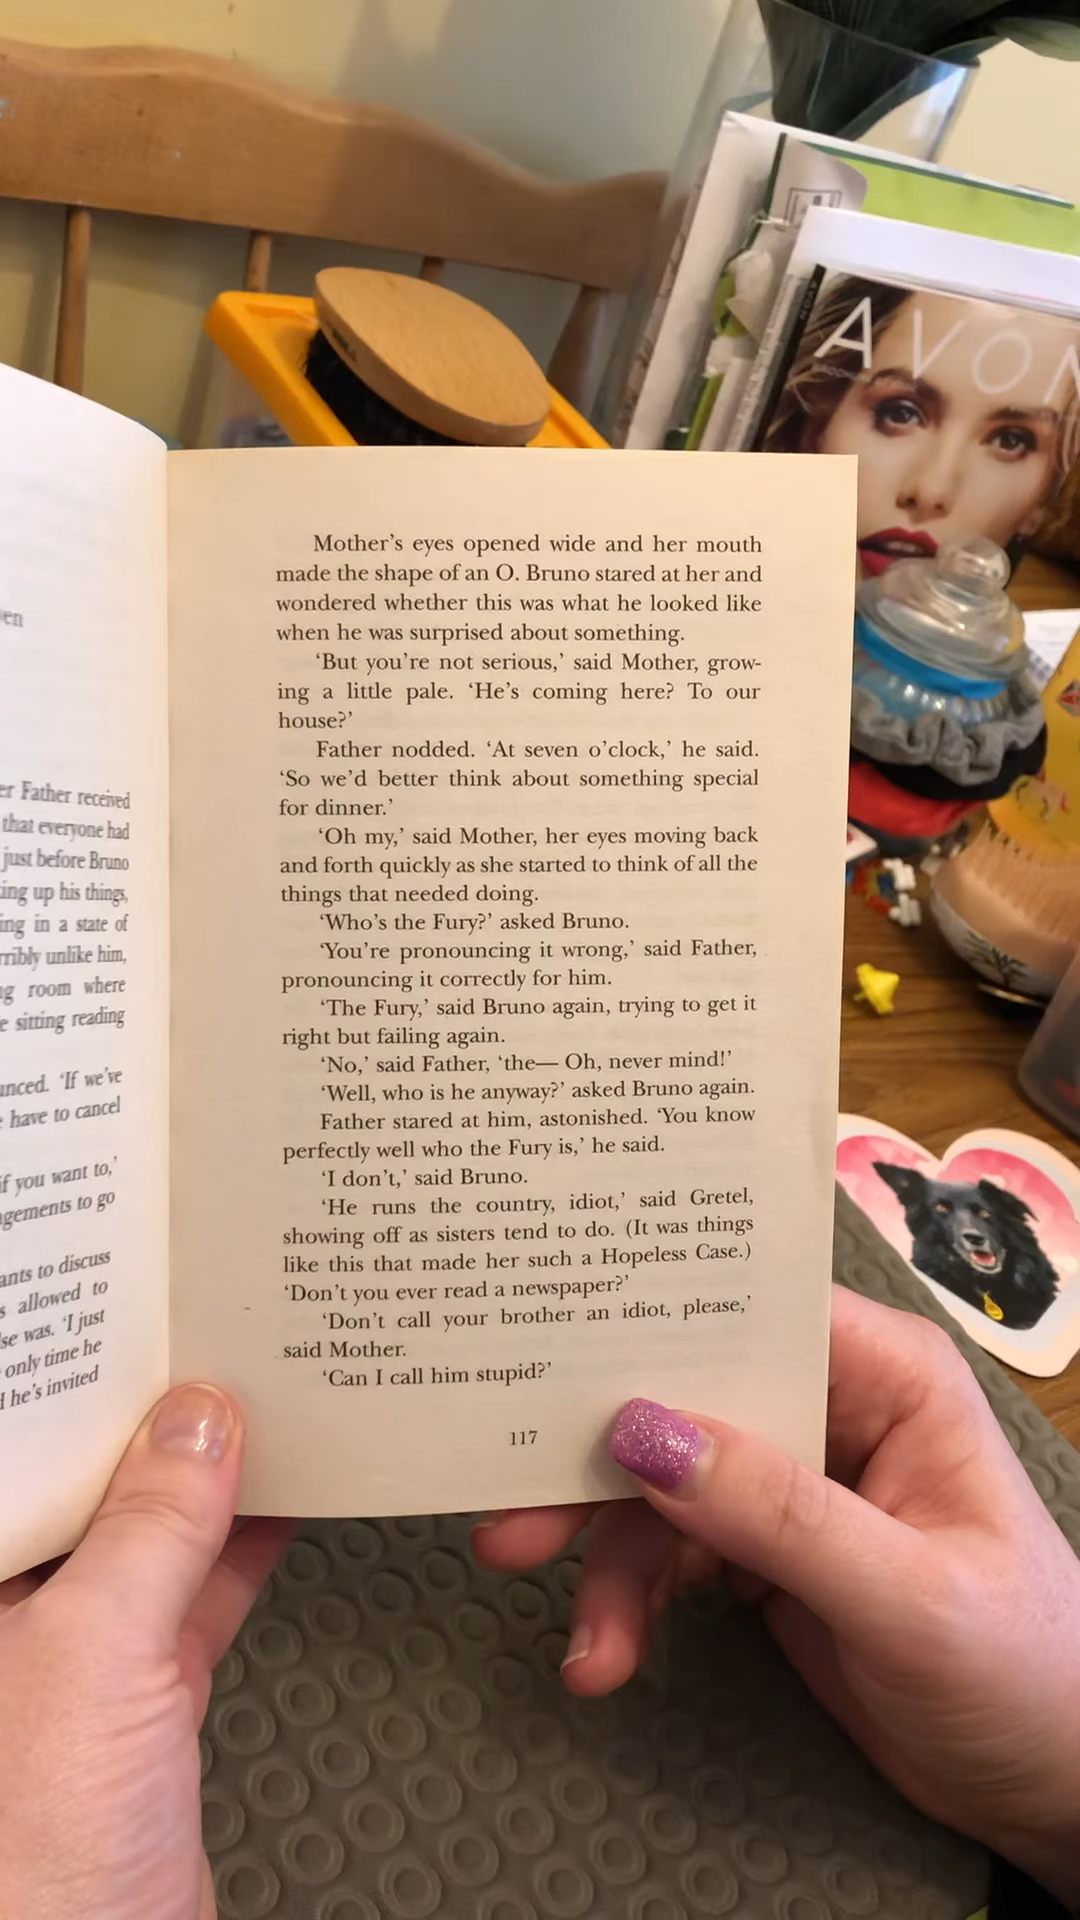 AVON
en
er Father received
that everyone had
just before Bruno
ing up his things,
ing in a state of
rribly unlike him,
g room where
e sitting reading
unced. ‘If we’ve
have to cancel
if you want to,’
ngements to go
ants to discuss
s allowed to
lse was. ‘I just
only time he
d he’s invited
Mother’s eyes opened wide and her mouth
made the shape of an O. Bruno stared at her and
wondered whether this was what he looked like
when he was surprised about something.
‘But you’re not serious,’ said Mother, grow-
ing a little pale. ‘He’s coming here? To our
house?’
Father nodded. ‘At seven o’clock,’ he said.
‘So we’d better think about something special
for dinner.’
‘Oh my,’ said Mother, her eyes moving back
and forth quickly as she started to think of all the
things that needed doing.
‘Who’s the Fury?’ asked Bruno.
‘You’re pronouncing it wrong,’ said Father,
pronouncing it correctly for him.
‘The Fury,’ said Bruno again, trying to get it
right but failing again.
‘No,’ said Father, ‘the— Oh, never mind!’
‘Well, who is he anyway?’ asked Bruno again.
Father stared at him, astonished. ‘You know
perfectly well who the Fury is,’ he said.
‘I don’t,’ said Bruno.
‘He runs the country, idiot,’ said Gretel,
showing off as sisters tend to do. (It was things
like this that made her such a Hopeless Case.)
‘Don’t you ever read a newspaper?’
‘Don’t call your brother an idiot, please,’
said Mother.
‘Can I call him stupid?’
117